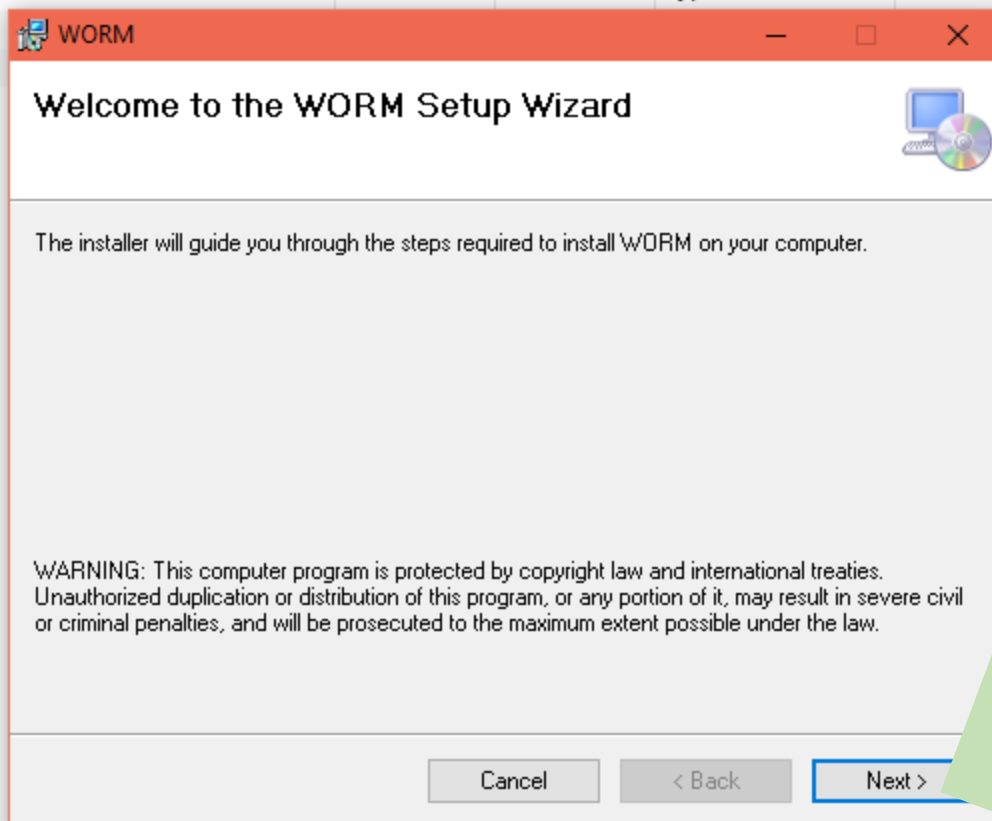 WORM
Welcome to the WORM Setup Wizard
The installer will guide you through the steps required to install WORM on your computer.
WARNING: This computer program is protected by copyright law and international treaties.
Unauthorized duplication or distribution of this program, or any portion of it, may result in severe civil
or criminal penalties, and will be prosecuted to the maximum extent possible under the law.
Cancel
< Back
Next >